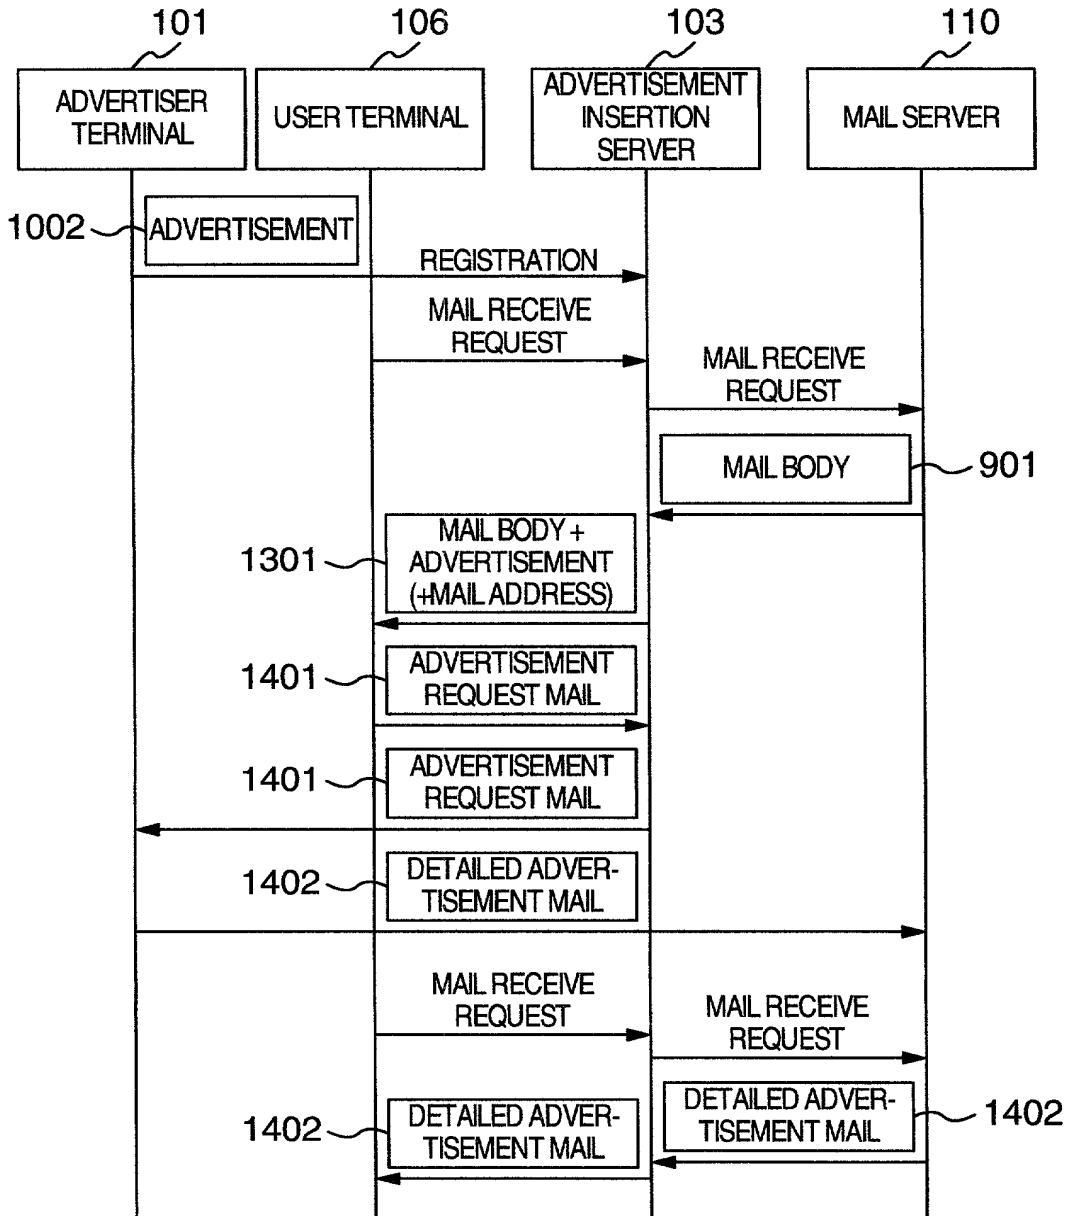 101
106
103
110
ADVERTISER
TERMINAL
USER TERMINAL
ADVERTISEMENT
INSERTION
SERVER
MAIL SERVER
1002
ADVERTISEMENT
REGISTRATION
MAIL RECEIVE
REQUEST
MAIL RECEIVE
REQUEST
MAIL BODY
901
1301
MAIL BODY +
ADVERTISEMENT
(+MAIL ADDRESS)
1401
ADVERTISEMENT
REQUEST MAIL
1401
ADVERTISEMENT
REQUEST MAIL
1402
DETAILED ADVER-
TISEMENT MAIL
MAIL RECEIVE
REQUEST
MAIL RECEIVE
REQUEST
DETAILED ADVER-
TISEMENT MAIL
1402
1402
DETAILED ADVER-
TISEMENT MAIL